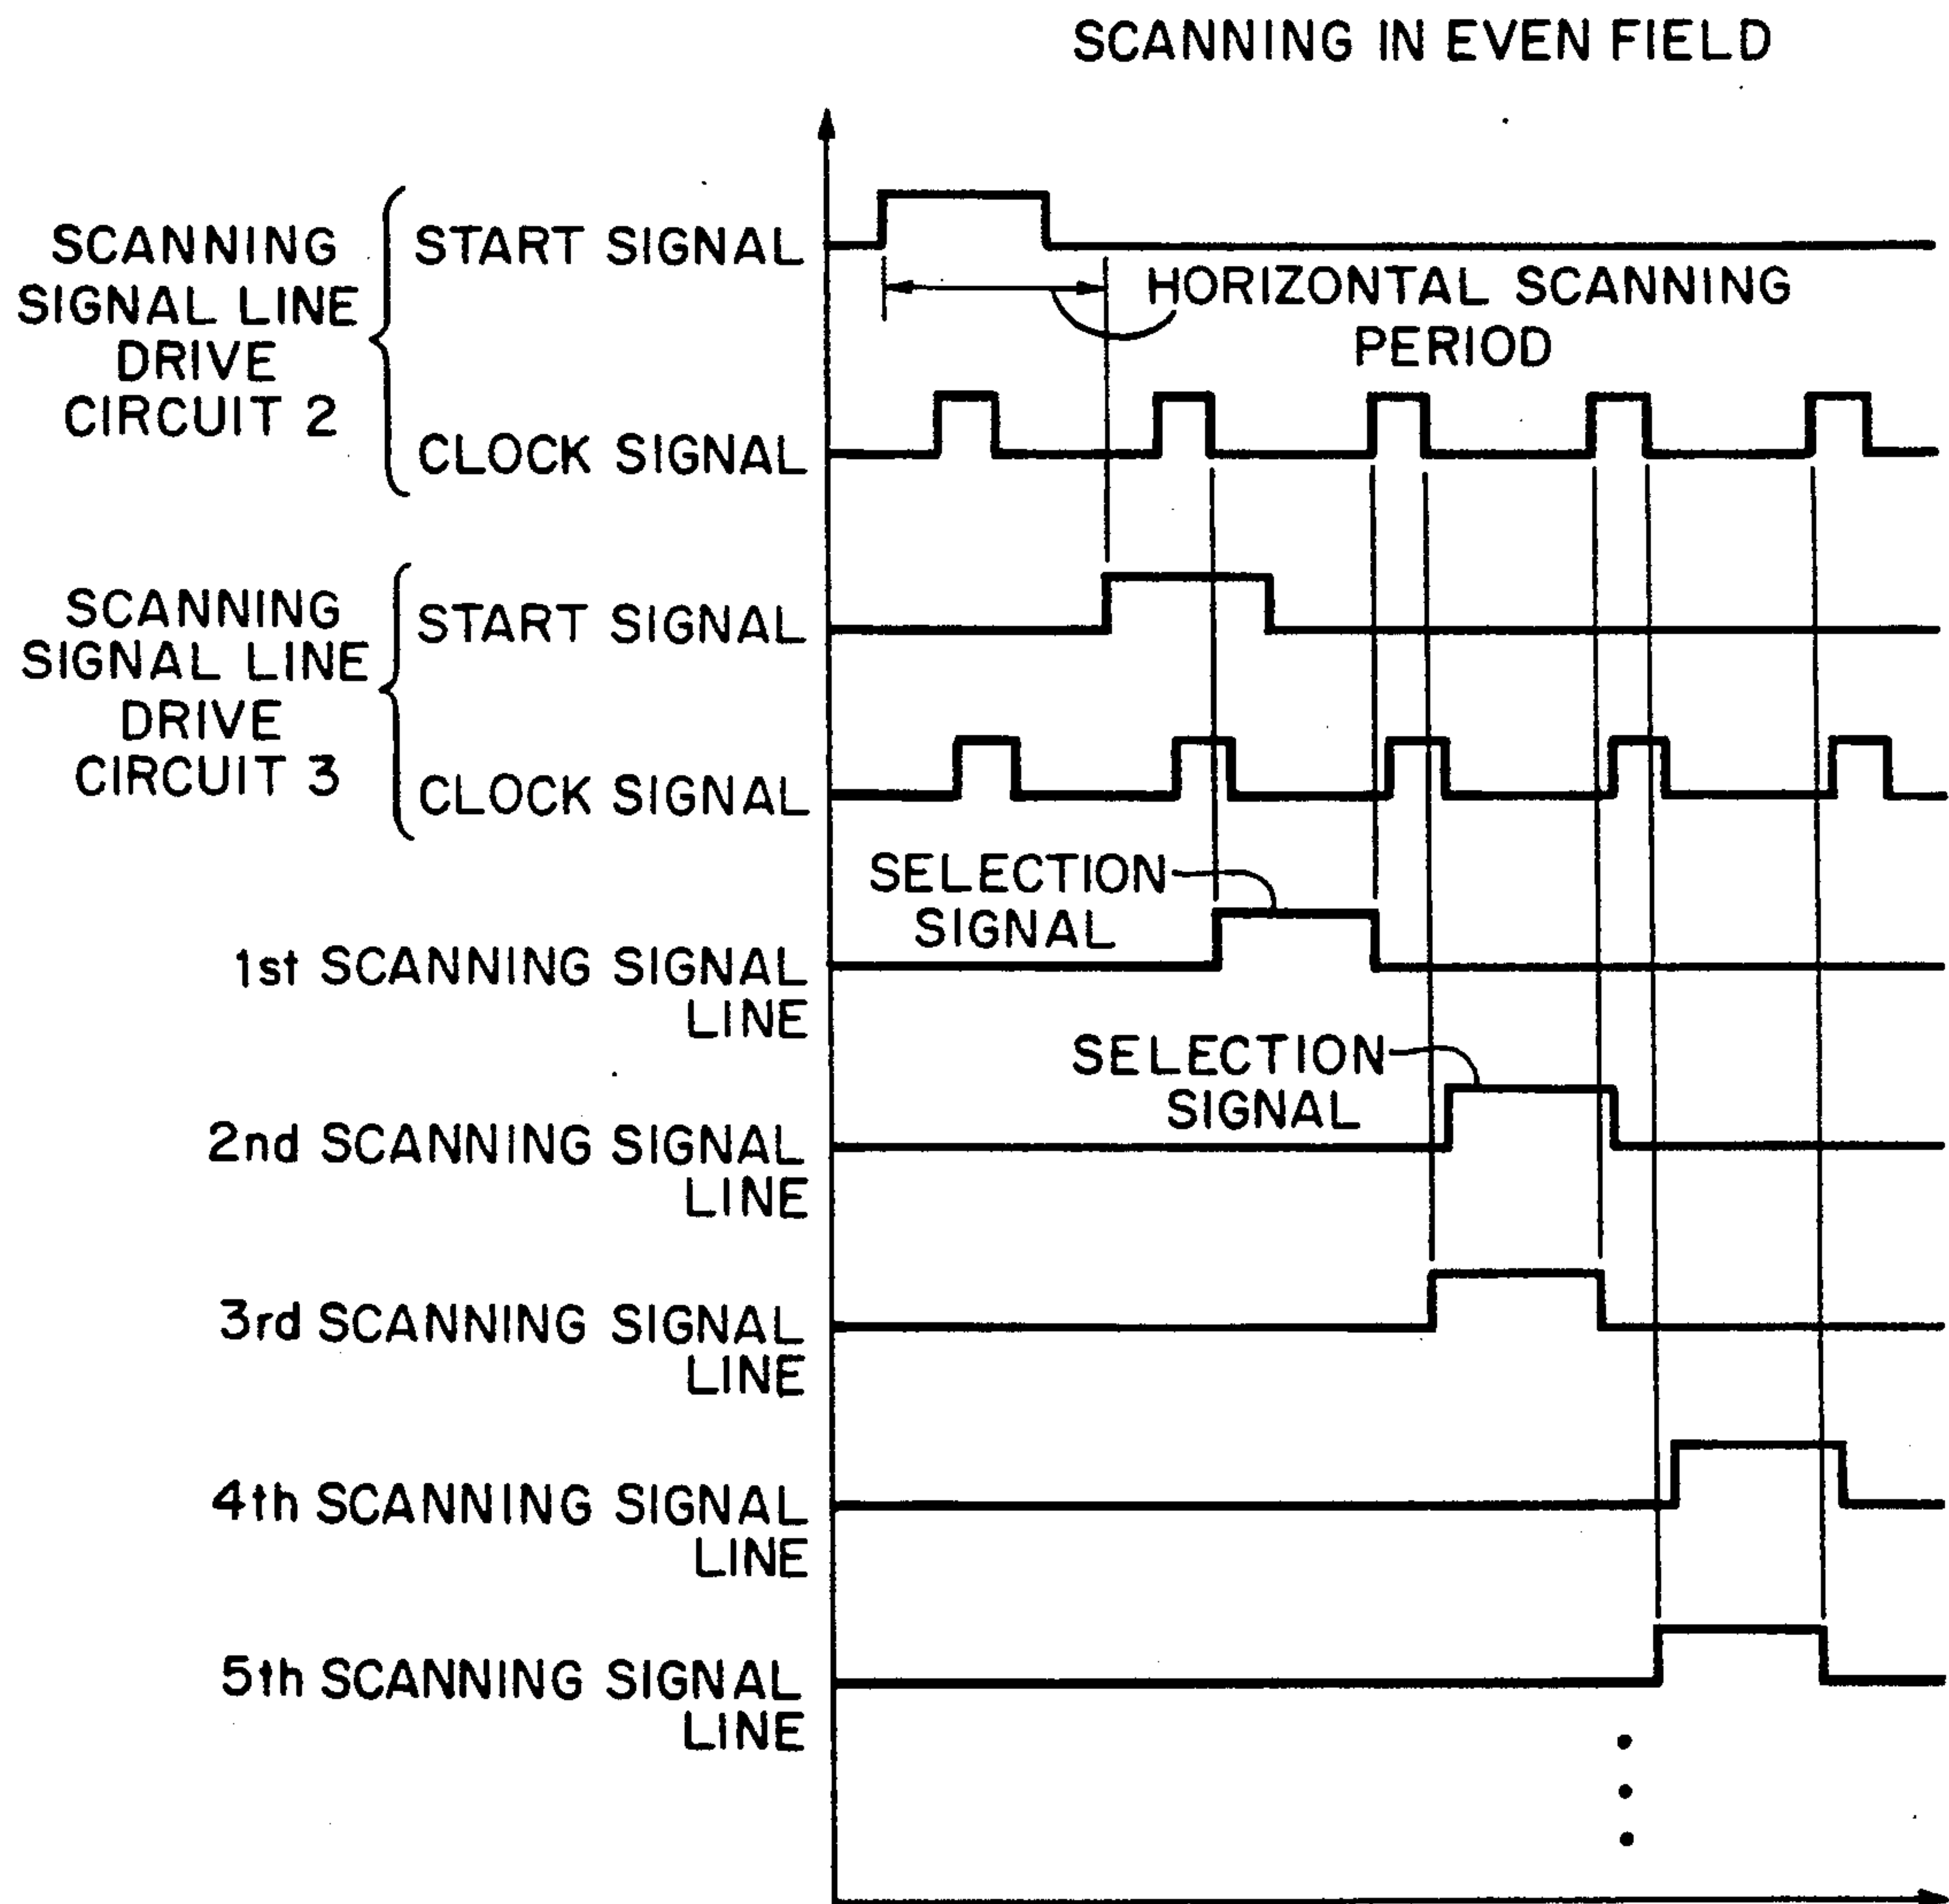 SCANNING IN EVEN FIELD
SCANNING
SIGNAL LINE
DRIVE
CIRCUIT 2
START SIGNAL
HORIZONTAL SCANNING
PERIOD
CLOCK SIGNAL
SCANNING
SIGNAL LINE
DRIVE
CIRCUIT 3
START SIGNAL
CLOCK SIGNAL
SELECTION
SIGNAL
1st SCANNING SIGNAL
LINE
SELECTION
SIGNAL
2nd SCANNING SIGNAL
LINE
3rd SCANNING SIGNAL
LINE
4th SCANNING SIGNAL
LINE
5th SCANNING SIGNAL
LINE